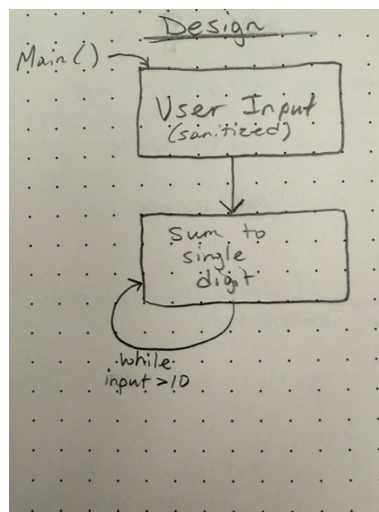 Design
Main()
User Input
(sanitized)
Sum to
single
digit
while
input >10